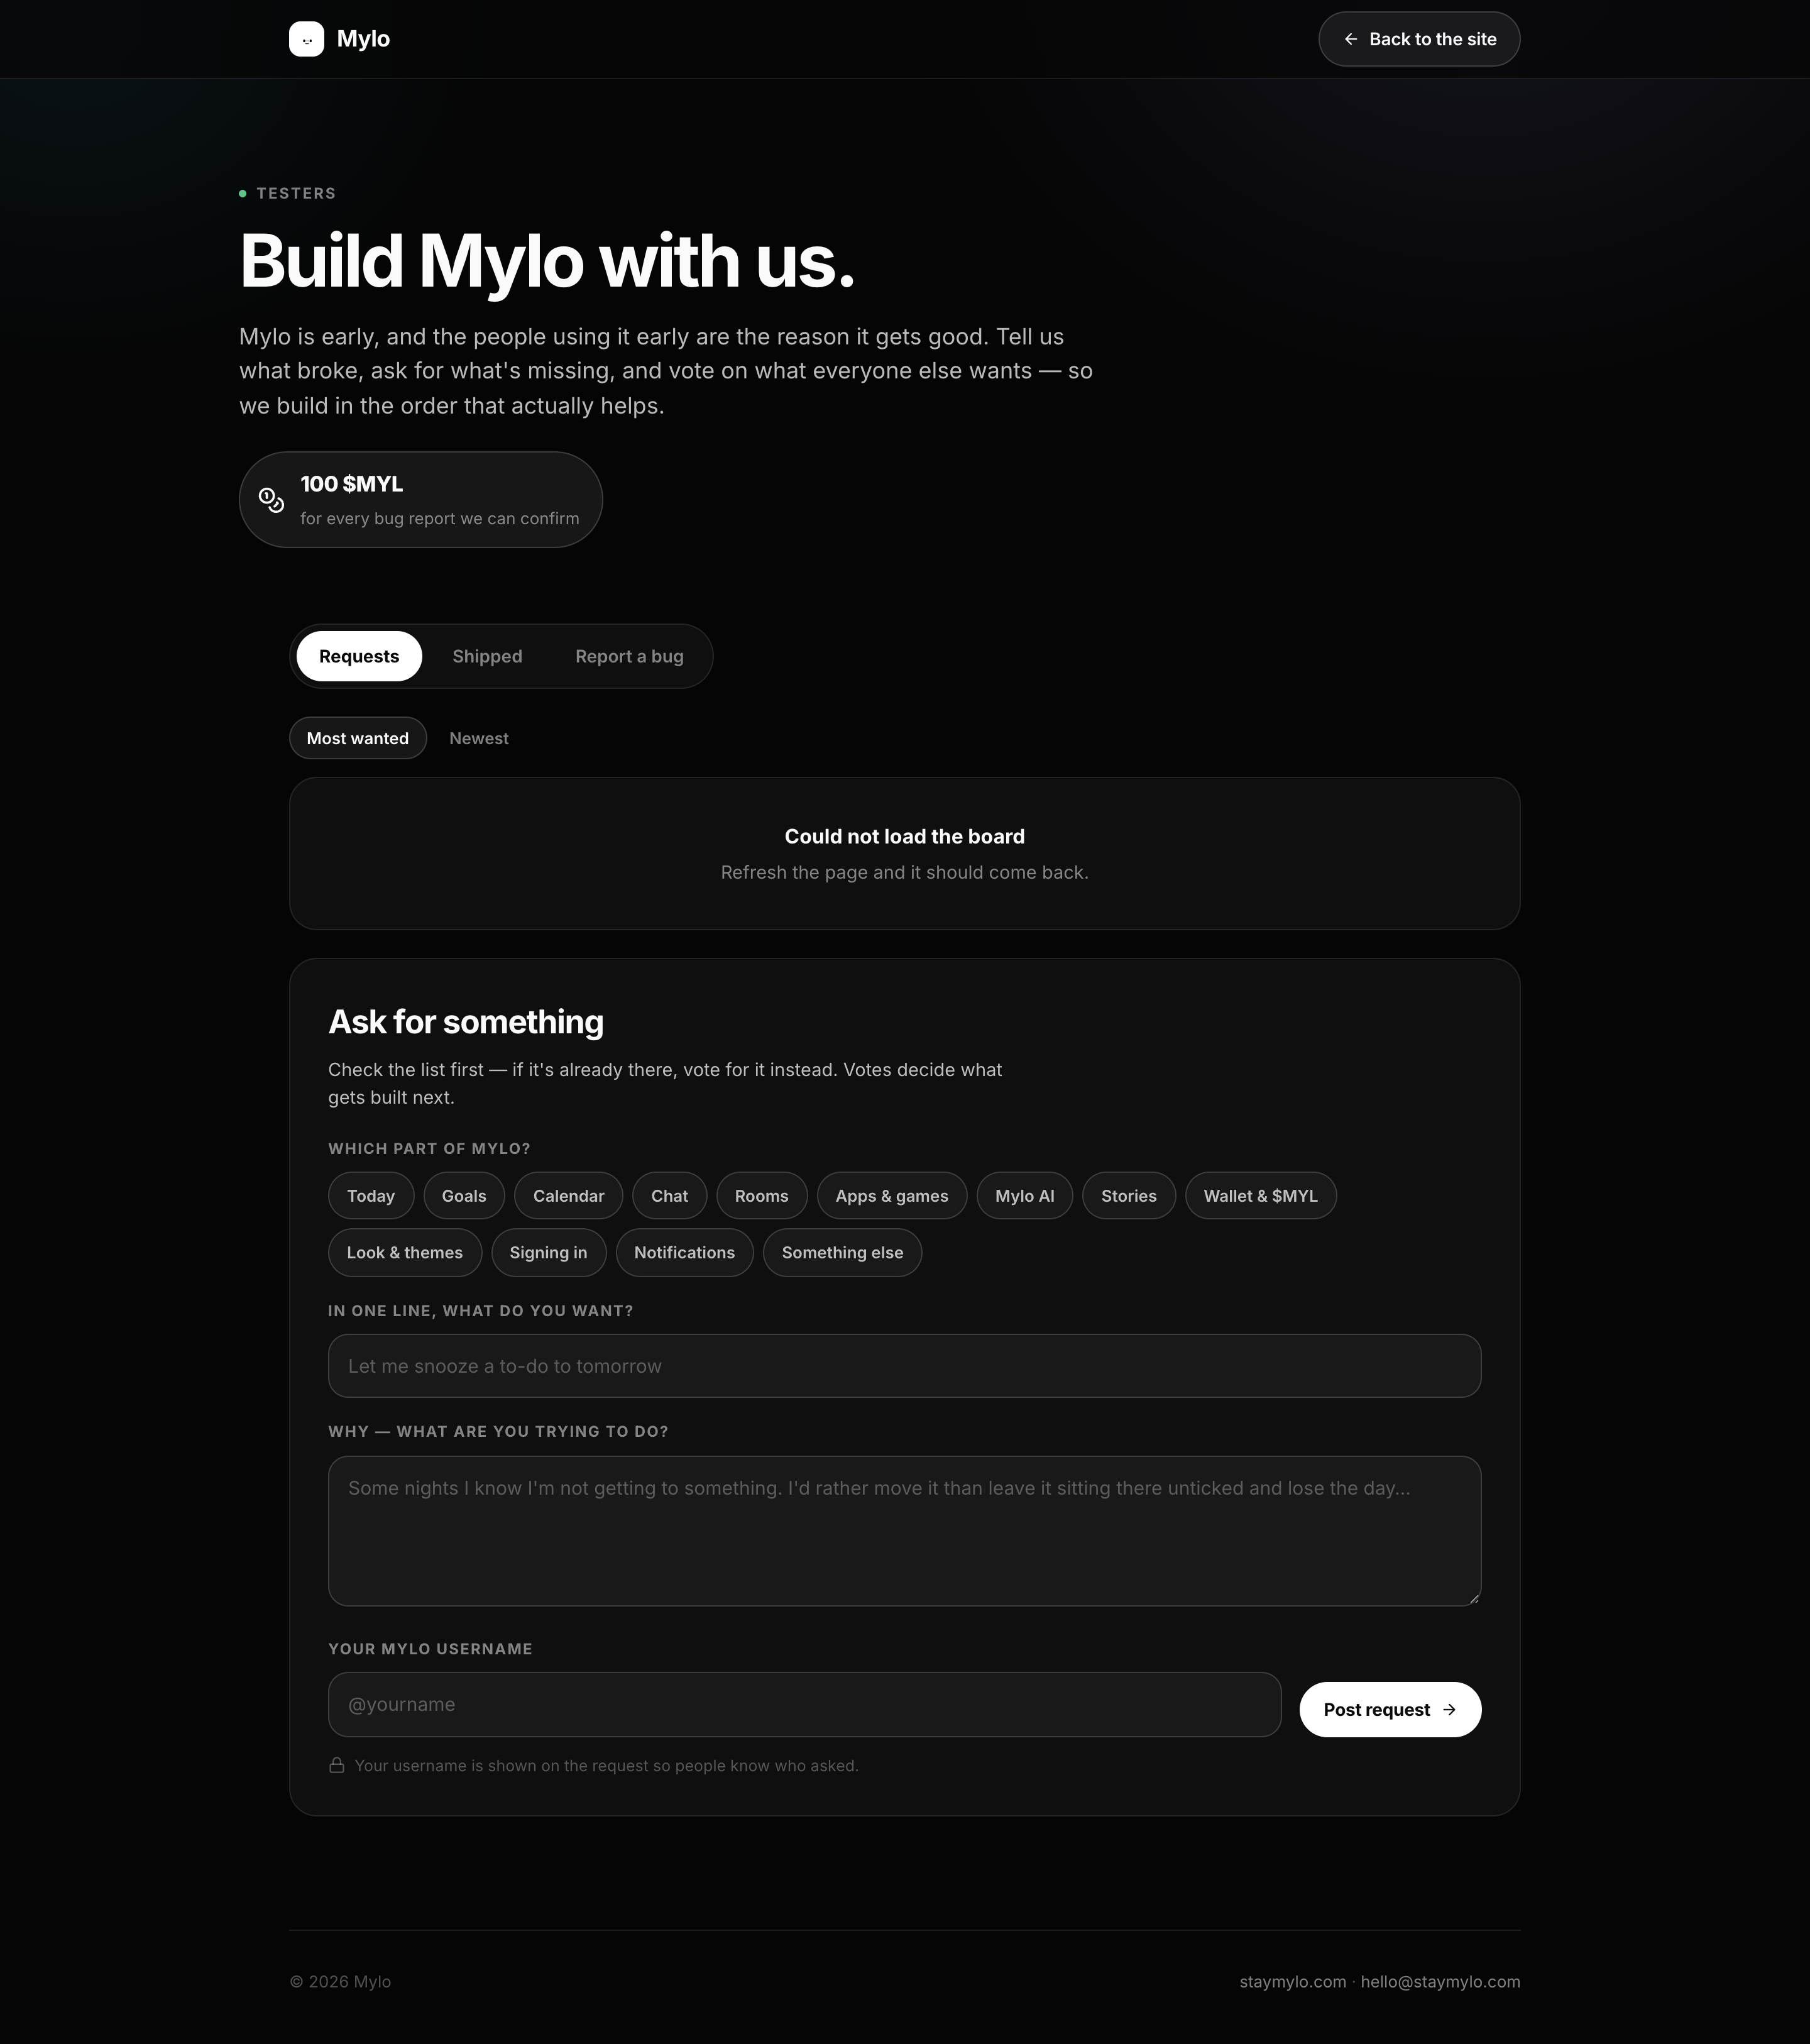 Mylo
Back to the site
TESTERS
Build Mylo with us.
Mylo is early, and the people using it early are the reason it gets good. Tell us
what broke, ask for what's missing, and vote on what everyone else wants — so
we build in the order that actually helps.
100 $MYL
for every bug report we can confirm
Requests Shipped Report a bug
Most wanted Newest
Could not load the board
Refresh the page and it should come back.
Ask for something
Check the list first — if it's already there, vote for it instead. Votes decide what
gets built next.
WHICH PART OF MYLO?
Today Goals Calendar Chat Rooms Apps & games Mylo AI Stories Wallet & $MYL
Look & themes Signing in Notifications Something else
IN ONE LINE, WHAT DO YOU WANT?
Let me snooze a to-do to tomorrow
WHY — WHAT ARE YOU TRYING TO DO?
Some nights I know I'm not getting to something. I'd rather move it than leave it sitting there unticked and lose the day...
YOUR MYLO USERNAME
@yourname
Post request
Your username is shown on the request so people know who asked.
© 2026 Mylo
staymylo.com · hello@staymylo.com